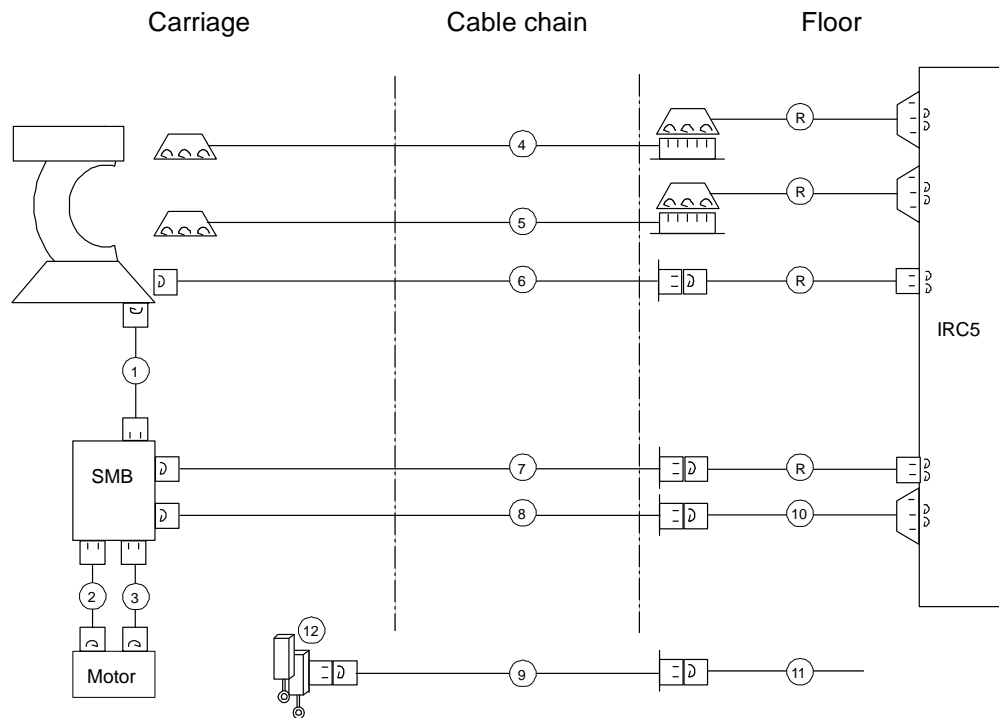 Carriage Cable chain Floor
R
4
R
5
6 R
IRC5
1
SMB
7 R
8 10
2 3
12
Motor
9 11